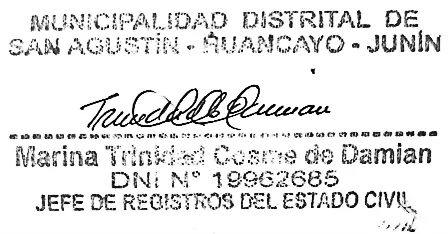 MUNICIPALIDAD DISTRITAL DE
SAN AGUSTÍN - HUANCAYO - JUNÍN
Marina Trinidad Cosme de Damian
DNI N° 19962685
JEFE DE REGISTROS DEL ESTADO CIVIL